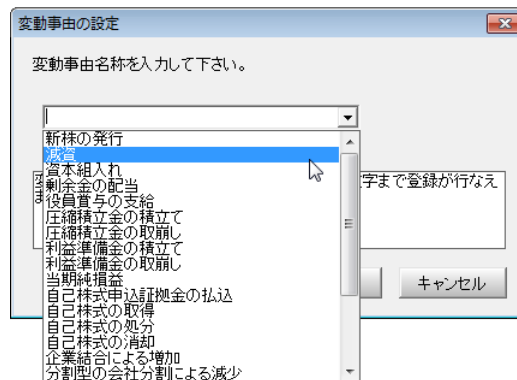 変動事由の設定
変動事由名称を入力して下さい。
新株の発行
減資
資本組入れ
剰余金の配当
役員賞与の支給
圧縮積立金の積立て
圧縮積立金の取崩し
利益準備金の積立て
利益準備金の取崩し
当期純損益
自己株式申込証拠金の払込
自己株式の取得
自己株式の処分
自己株式の消却
企業結合による増加
分割型の会社分割による減少
字まで登録が行なえ
キャンセル